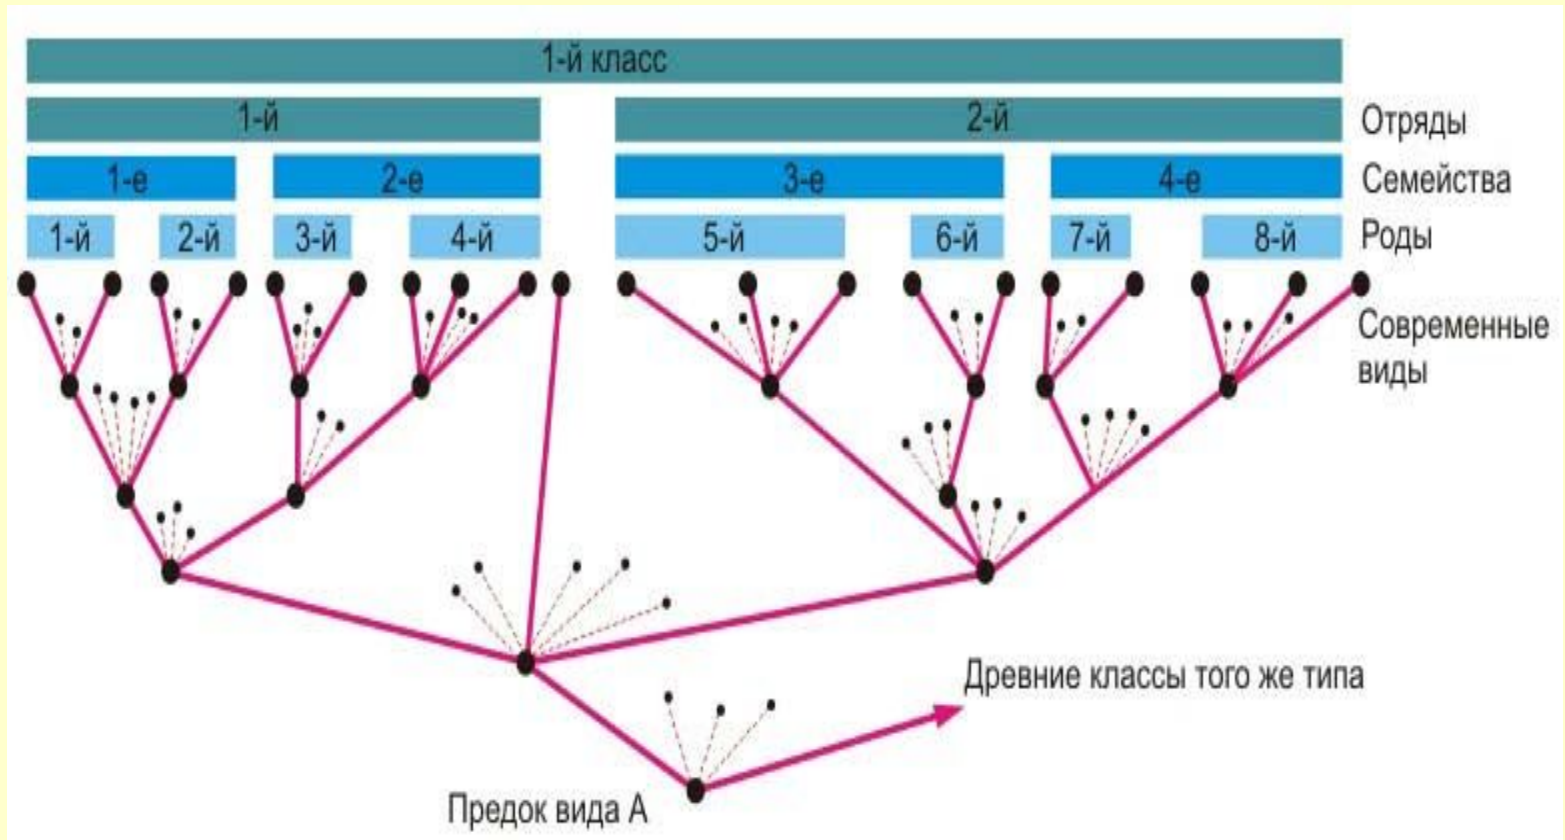 1-й класс
1-й 2-й Отряды
1-е 2-е 3-е 4-е Семейства
1-й 2-й 3-й 4-й 5-й 6-й 7-й 8-й Роды
Современные
виды
Древние классы того же типа
Предок вида А